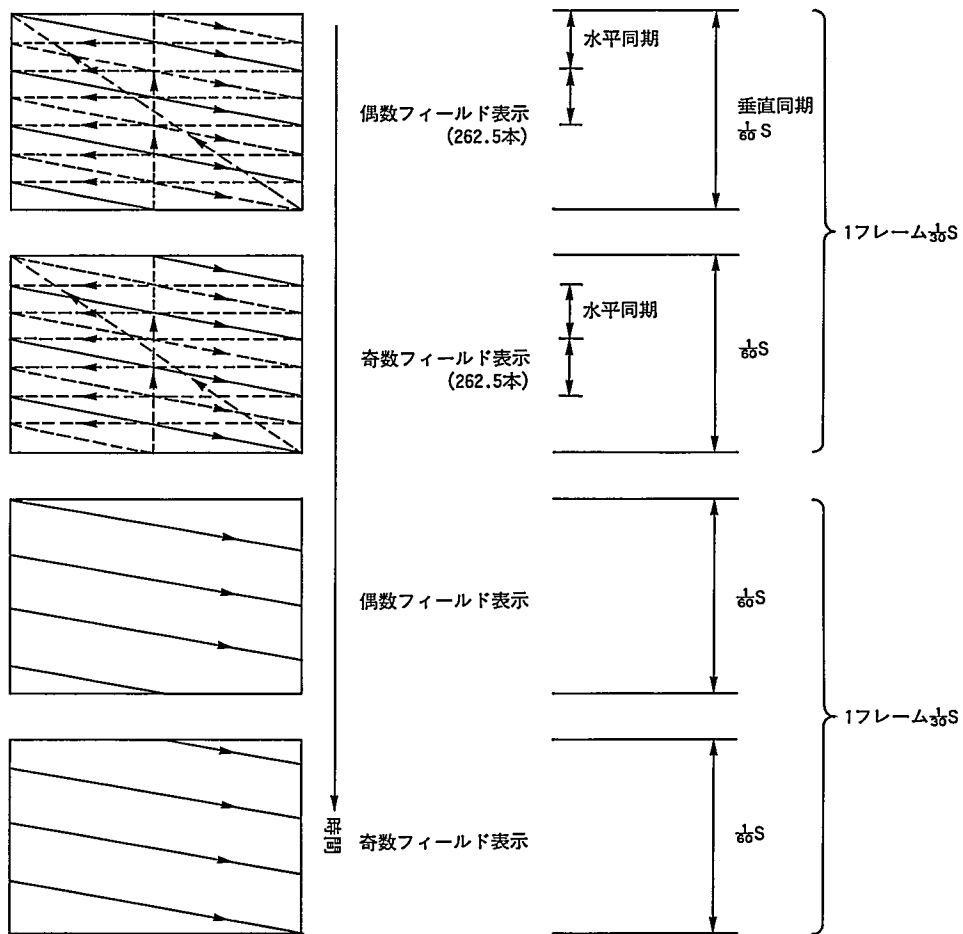 水平同期
偶数フィールド表示
(262.5本)
垂直同期
1/60 S
1フレーム1/30S
水平同期
奇数フィールド表示
(262.5本)
1/60S
偶数フィールド表示
1/60S
1フレーム1/30S
時間
奇数フィールド表示
1/60S